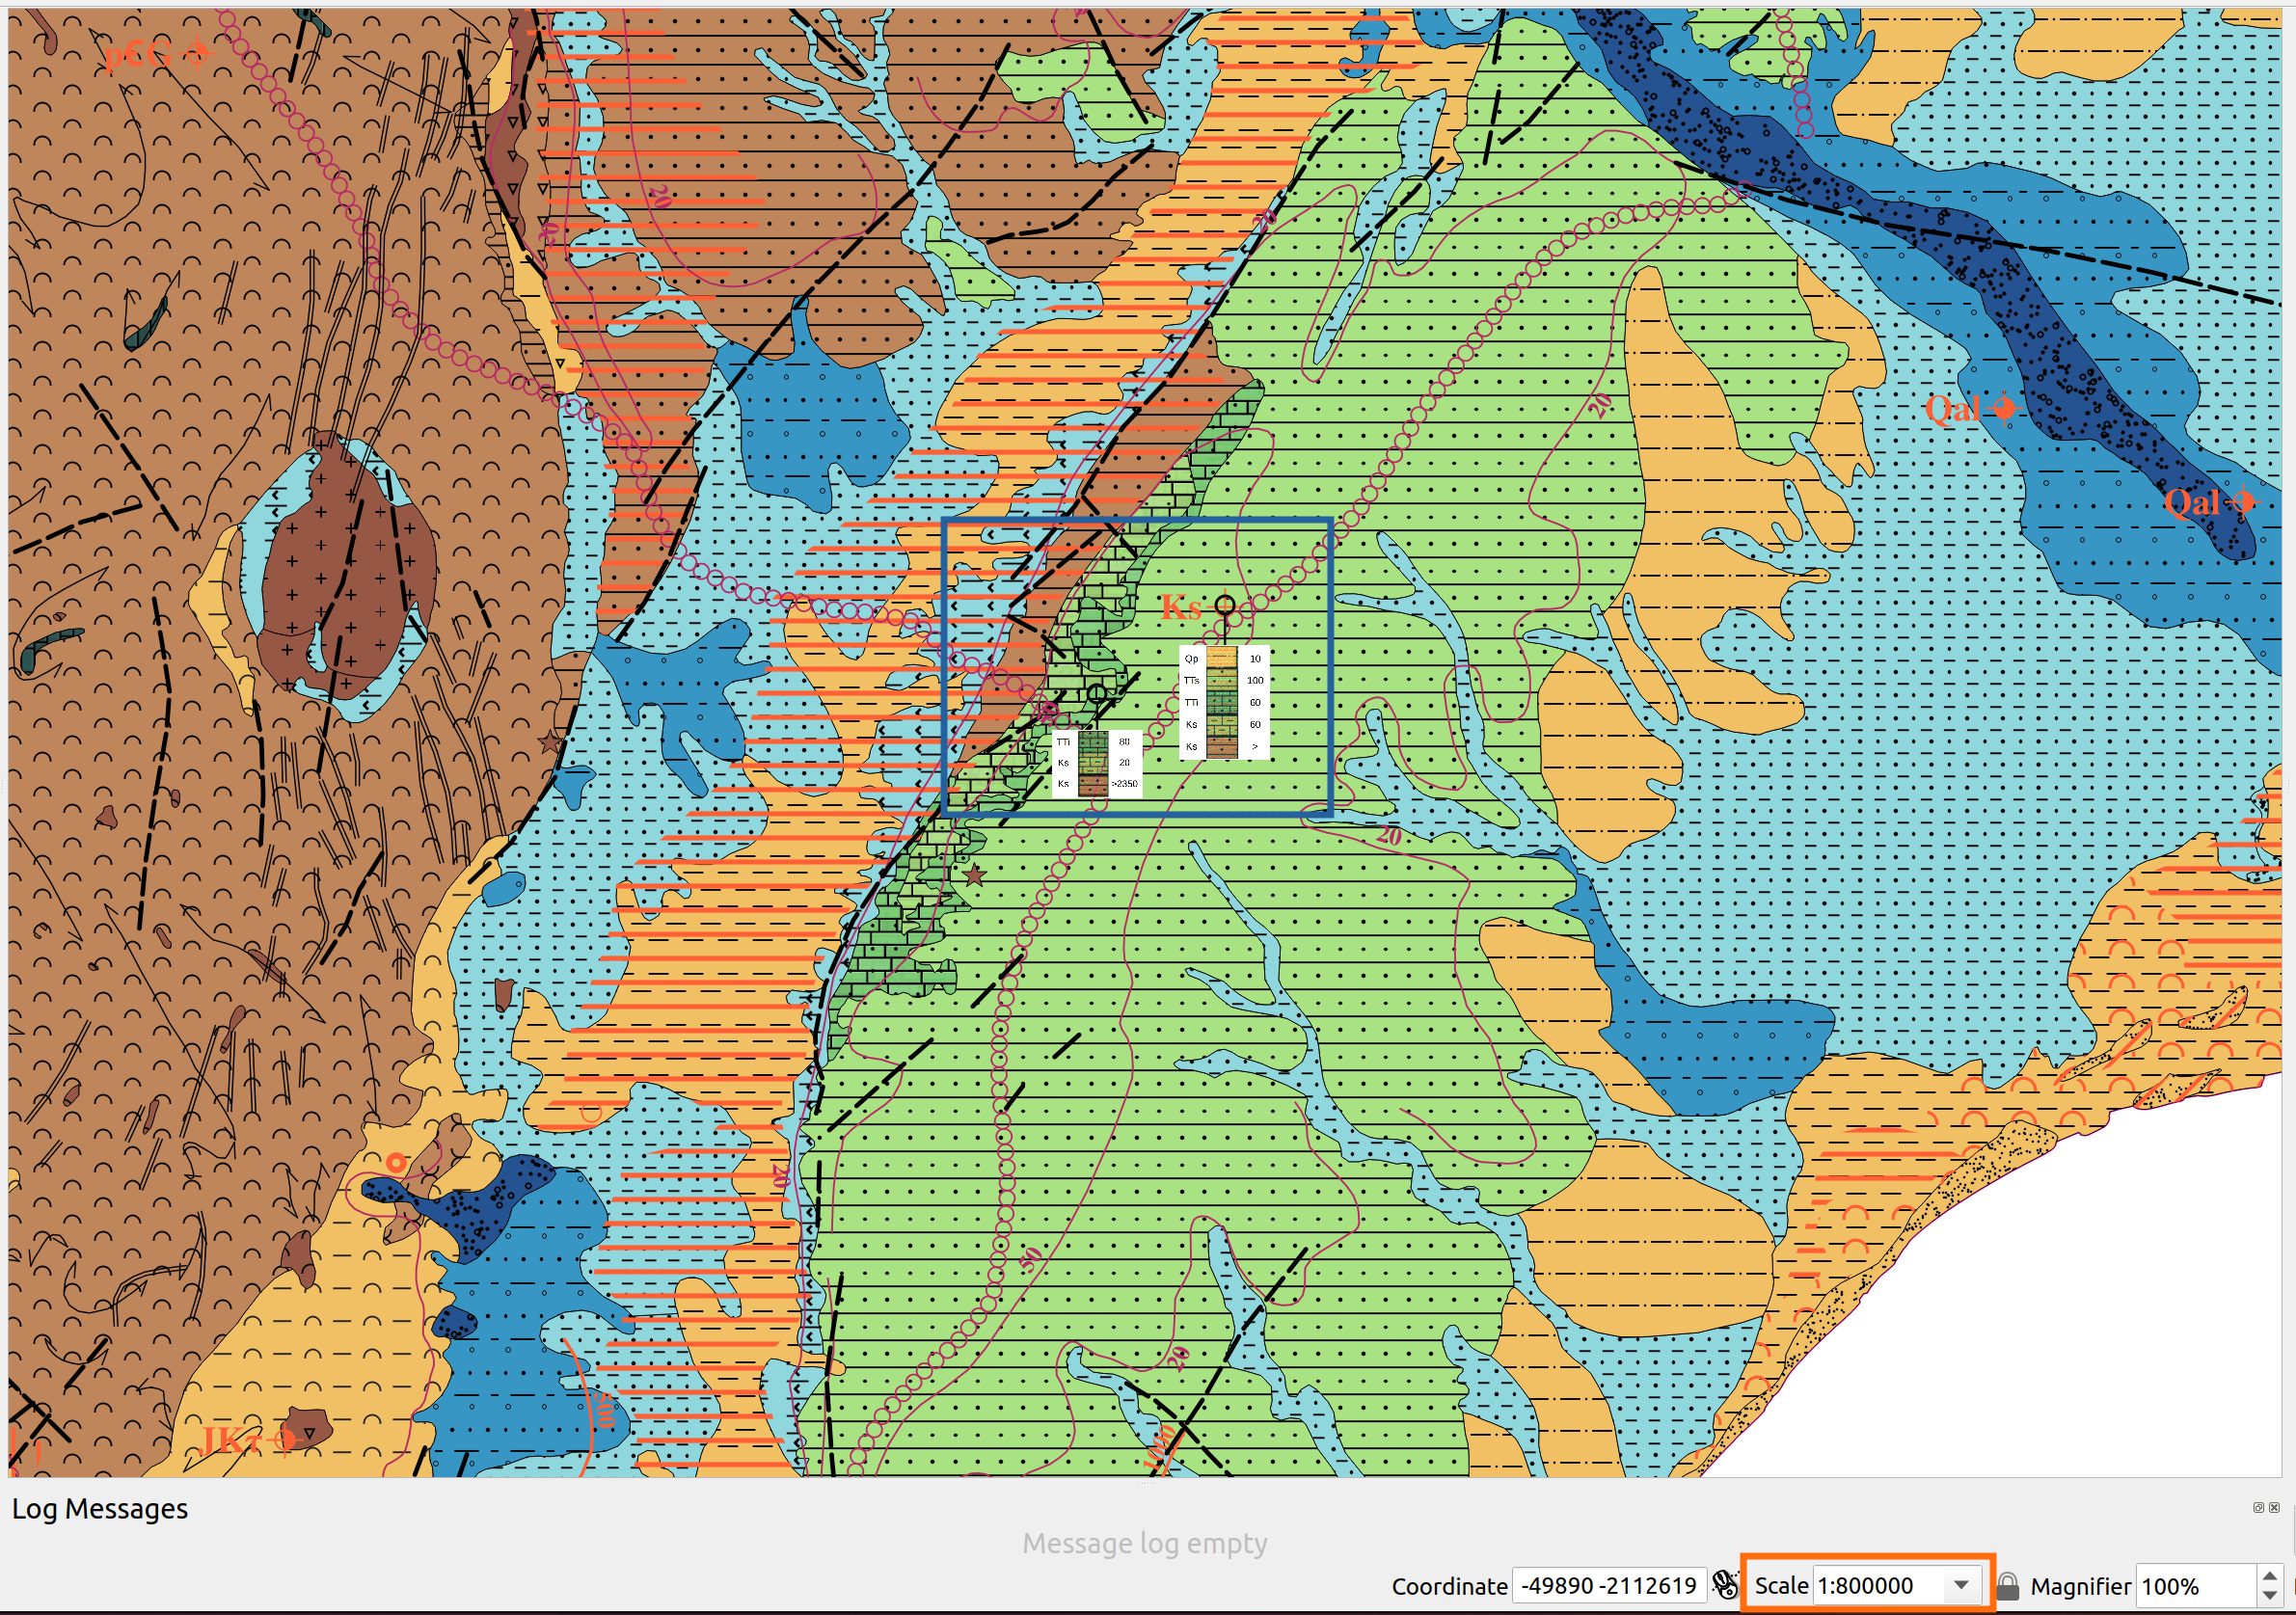 p€G
20
20
20
20
Qal
Qal
Ks
Qp 10
TTs 100
TTi 60
Ks 60
Ks >
50
TTi 80
Ks 20
Ks >2350
20
20
50
20
JKτ
500
1000
Log Messages
Message log empty
Coordinate -49890 -2112619 Scale 1:800000 Magnifier 100%